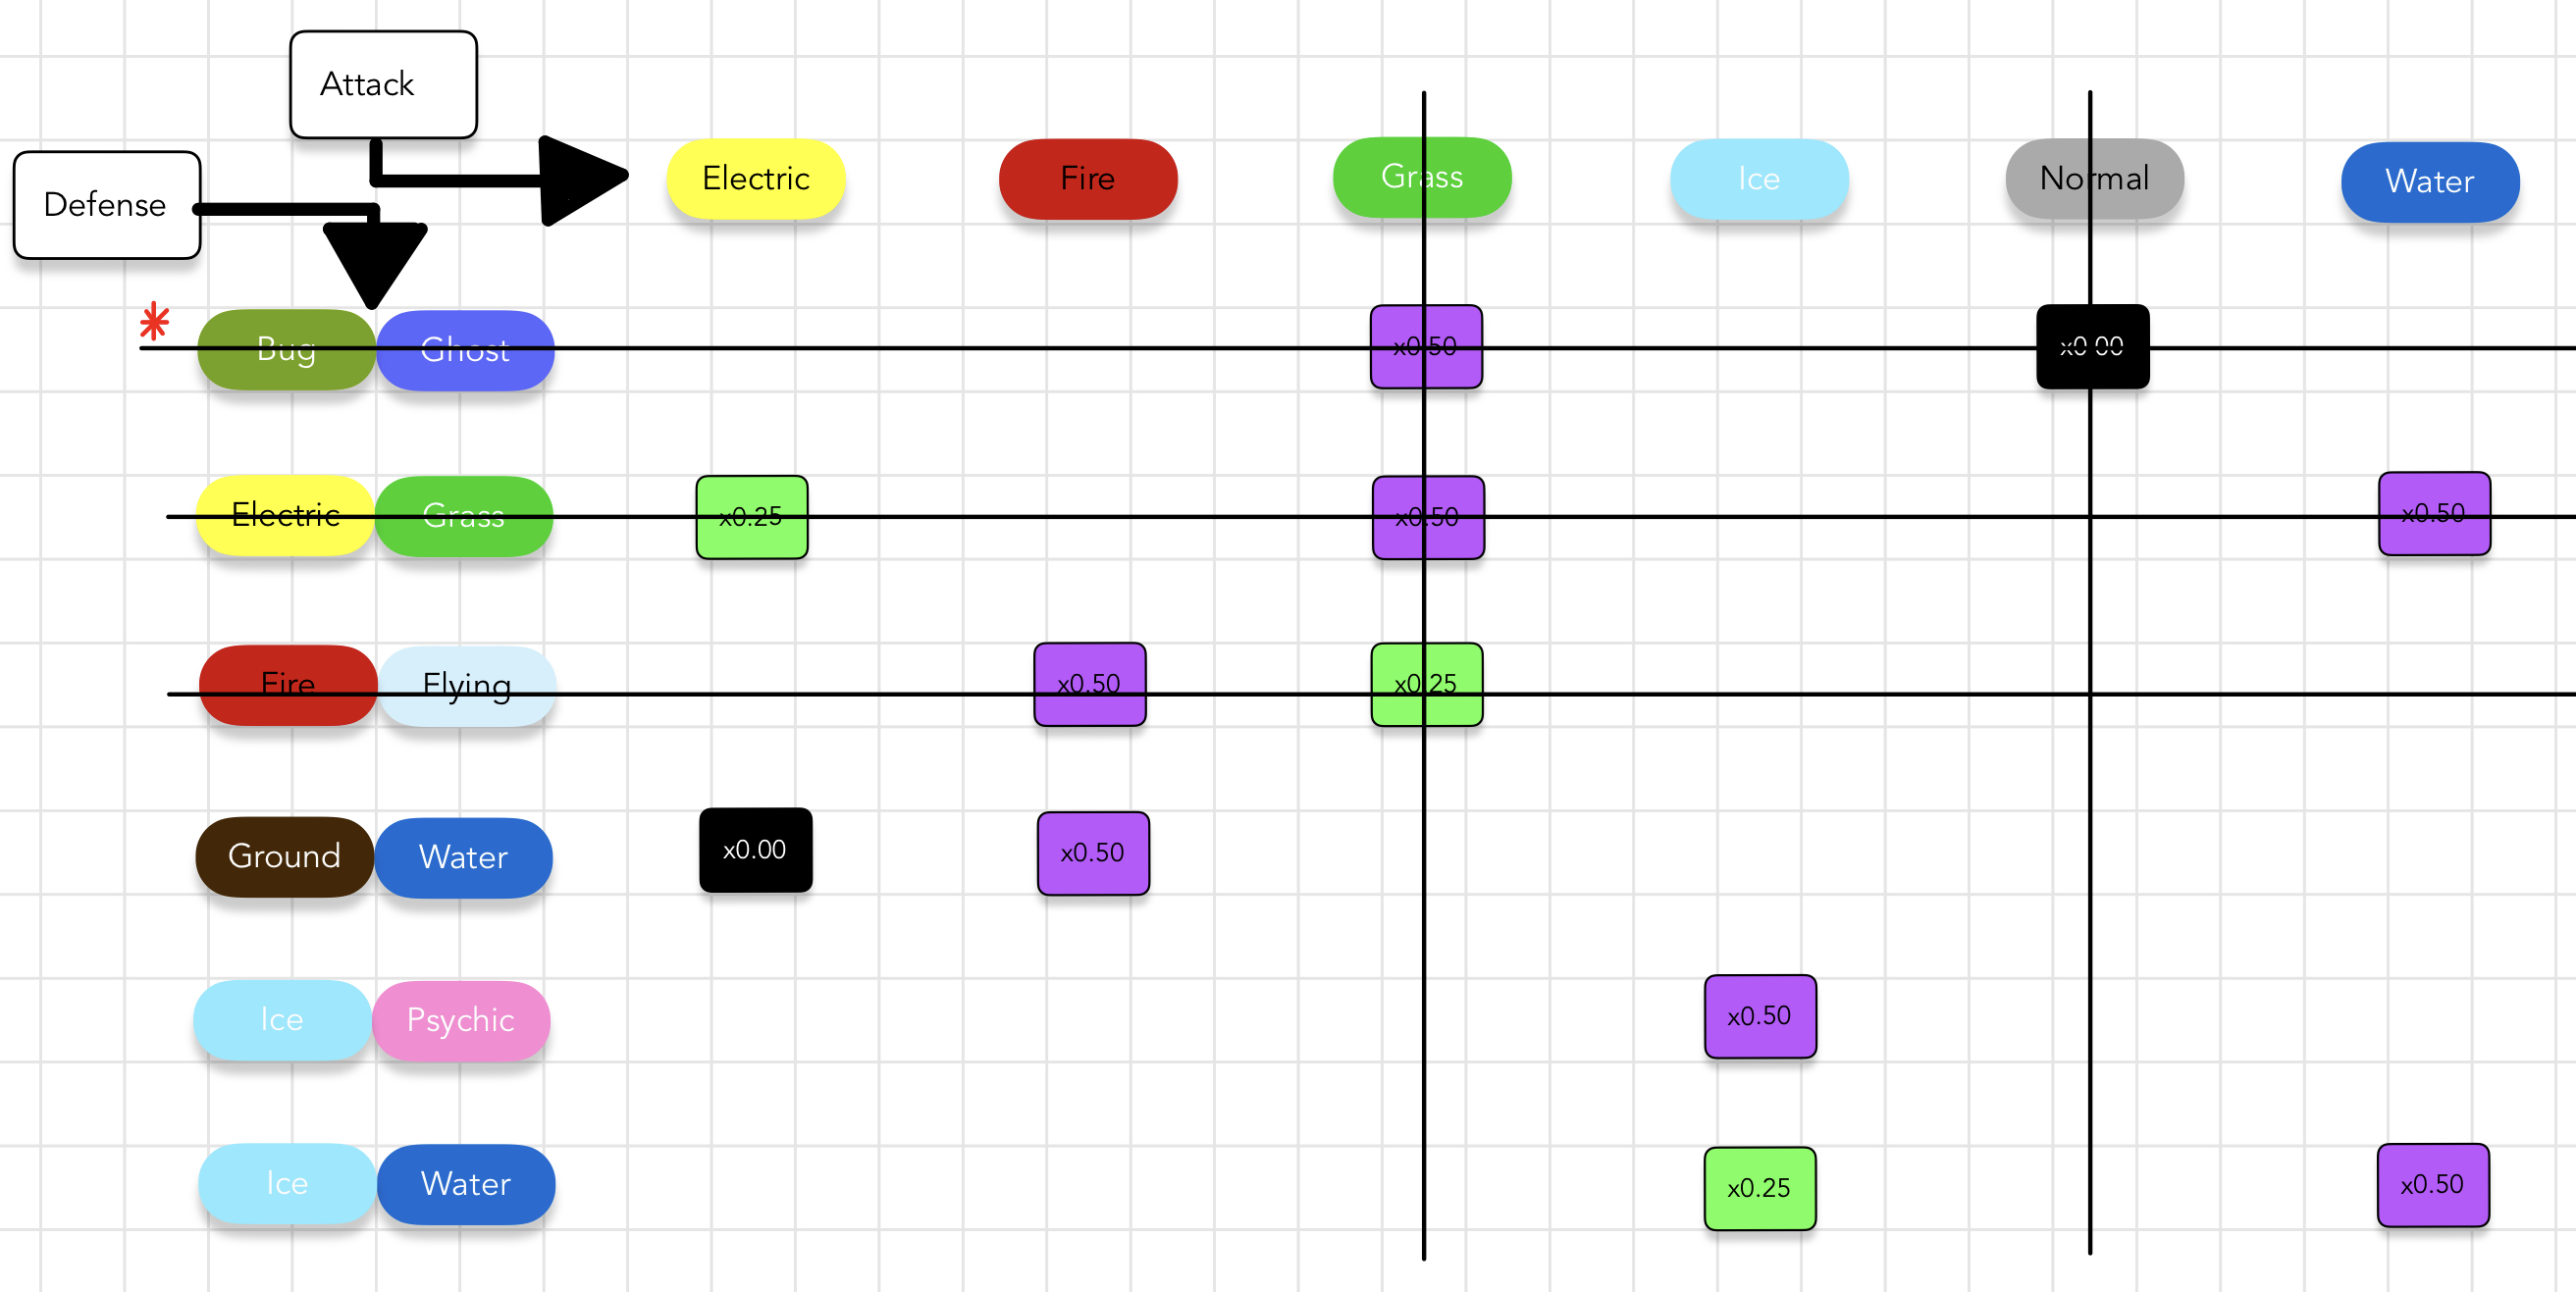 Attack
Defense
Electric Fire Grass Ice Normal Water
* Bug Ghost x0.50 x0.00
Electric Grass x0.25 x0.50 x0.50
Fire Flying x0.50 x0.25
Ground Water x0.00 x0.50
Ice Psychic x0.50
Ice Water x0.25 x0.50